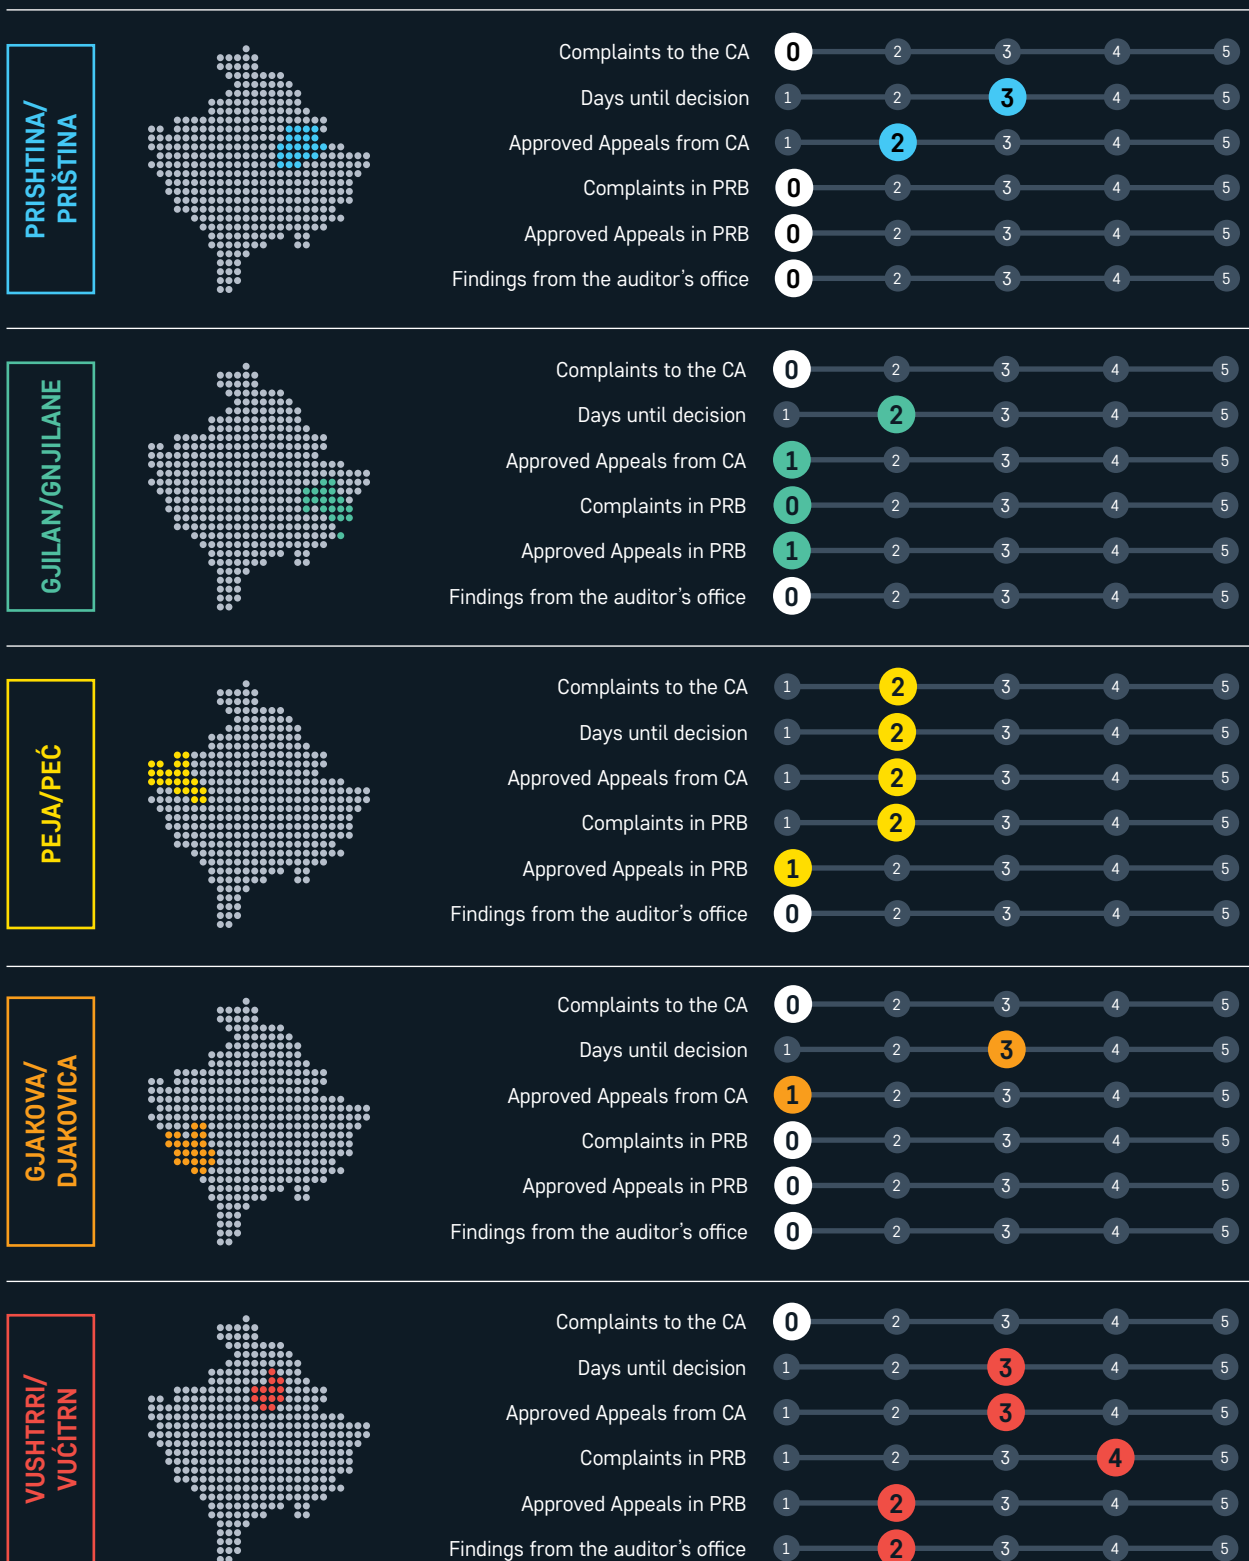 PRISHTINA/
PRIŠTINA
Complaints to the CA 0 2 3 4 5
Days until decision 1 2 3 4 5
Approved Appeals from CA 1 2 3 4 5
Complaints in PRB 0 2 3 4 5
Approved Appeals in PRB 0 2 3 4 5
Findings from the auditor's office 0 2 3 4 5
GJILAN/GNJILANE
Complaints to the CA 0 2 3 4 5
Days until decision 1 2 3 4 5
Approved Appeals from CA 1 2 3 4 5
Complaints in PRB 0 2 3 4 5
Approved Appeals in PRB 1 2 3 4 5
Findings from the auditor's office 0 2 3 4 5
PEJA/PEĆ
Complaints to the CA 1 2 3 4 5
Days until decision 1 2 3 4 5
Approved Appeals from CA 1 2 3 4 5
Complaints in PRB 1 2 3 4 5
Approved Appeals in PRB 1 2 3 4 5
Findings from the auditor's office 0 2 3 4 5
GJAKOVA/
DJAKOVICA
Complaints to the CA 0 2 3 4 5
Days until decision 1 2 3 4 5
Approved Appeals from CA 1 2 3 4 5
Complaints in PRB 0 2 3 4 5
Approved Appeals in PRB 0 2 3 4 5
Findings from the auditor's office 0 2 3 4 5
VUSHTRRI/
VUĆITRN
Complaints to the CA 0 2 3 4 5
Days until decision 1 2 3 4 5
Approved Appeals from CA 1 2 3 4 5
Complaints in PRB 1 2 3 4 5
Approved Appeals in PRB 1 2 3 4 5
Findings from the auditor's office 1 2 3 4 5